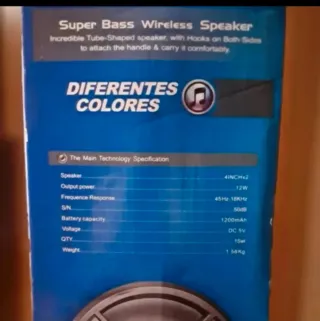 Super Bass Wireless Speaker
Incredible Tube-Shaped speaker, with Hooks on Both Sides
to attach the handle & carry it comfortably.
DIFERENTES
COLORES
The Main Technology Specification
Speaker 4INCHx2
Output power 12W
Frequence Response 45Hz-18KHz
S/N 80dB
Battery capacity 1200mAh
Voltage DC 5V
QTY 1Set
Weight 1.58Kg